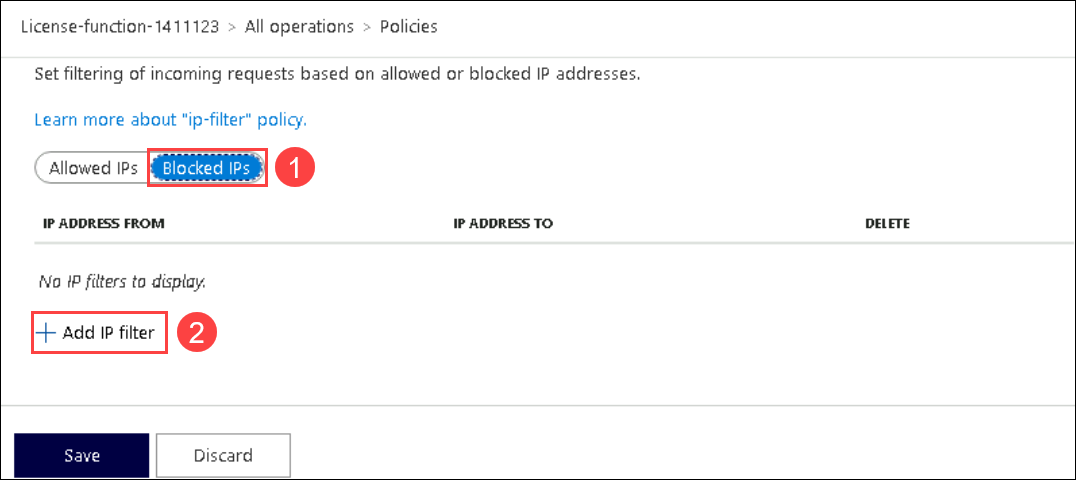 License-function-1411123 > All operations > Policies
Set filtering of incoming requests based on allowed or blocked IP addresses.
Learn more about "ip-filter" policy.
Allowed IPs Blocked IPs 1
IP ADDRESS FROM IP ADDRESS TO DELETE
No IP filters to display.
+ Add IP filter 2
Save Discard